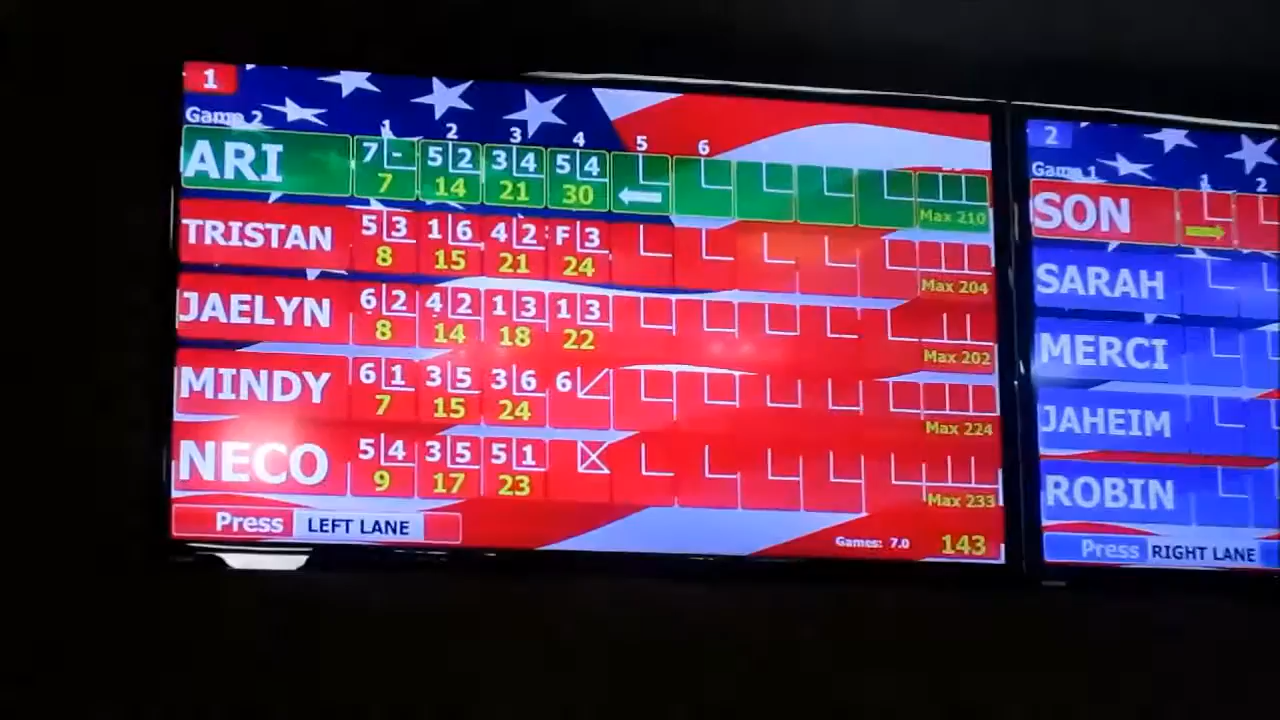 1
Game 2
1 2 3 4 5 6
ARI 7 - 5 2 3 4 5 4
7 14 21 30 Max 210
TRISTAN 5 3 1 6 4 2 F 3
8 15 21 24 Max 204
JAELYN 6 2 4 2 1 3 1 3
8 14 18 22 Max 202
MINDY 6 1 3 5 3 6 6
7 15 24 Max 224
NECO 5 4 3 5 5 1
9 17 23 Max 233
Press LEFT LANE
Games: 7.0 143
2
Game 1
1 2
SON
SARAH
MERCI
JAHEIM
ROBIN
Press RIGHT LANE